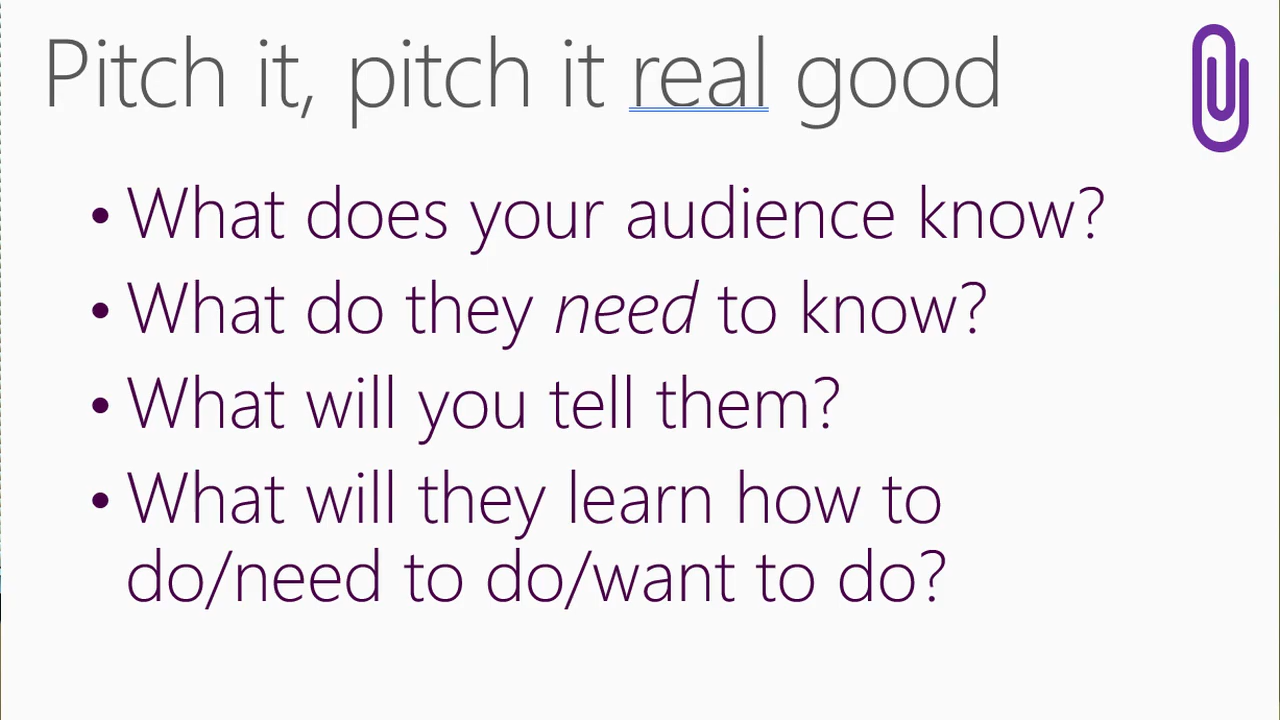 Pitch it, pitch it real good
• What does your audience know?
• What do they need to know?
• What will you tell them?
• What will they learn how to
do/need to do/want to do?